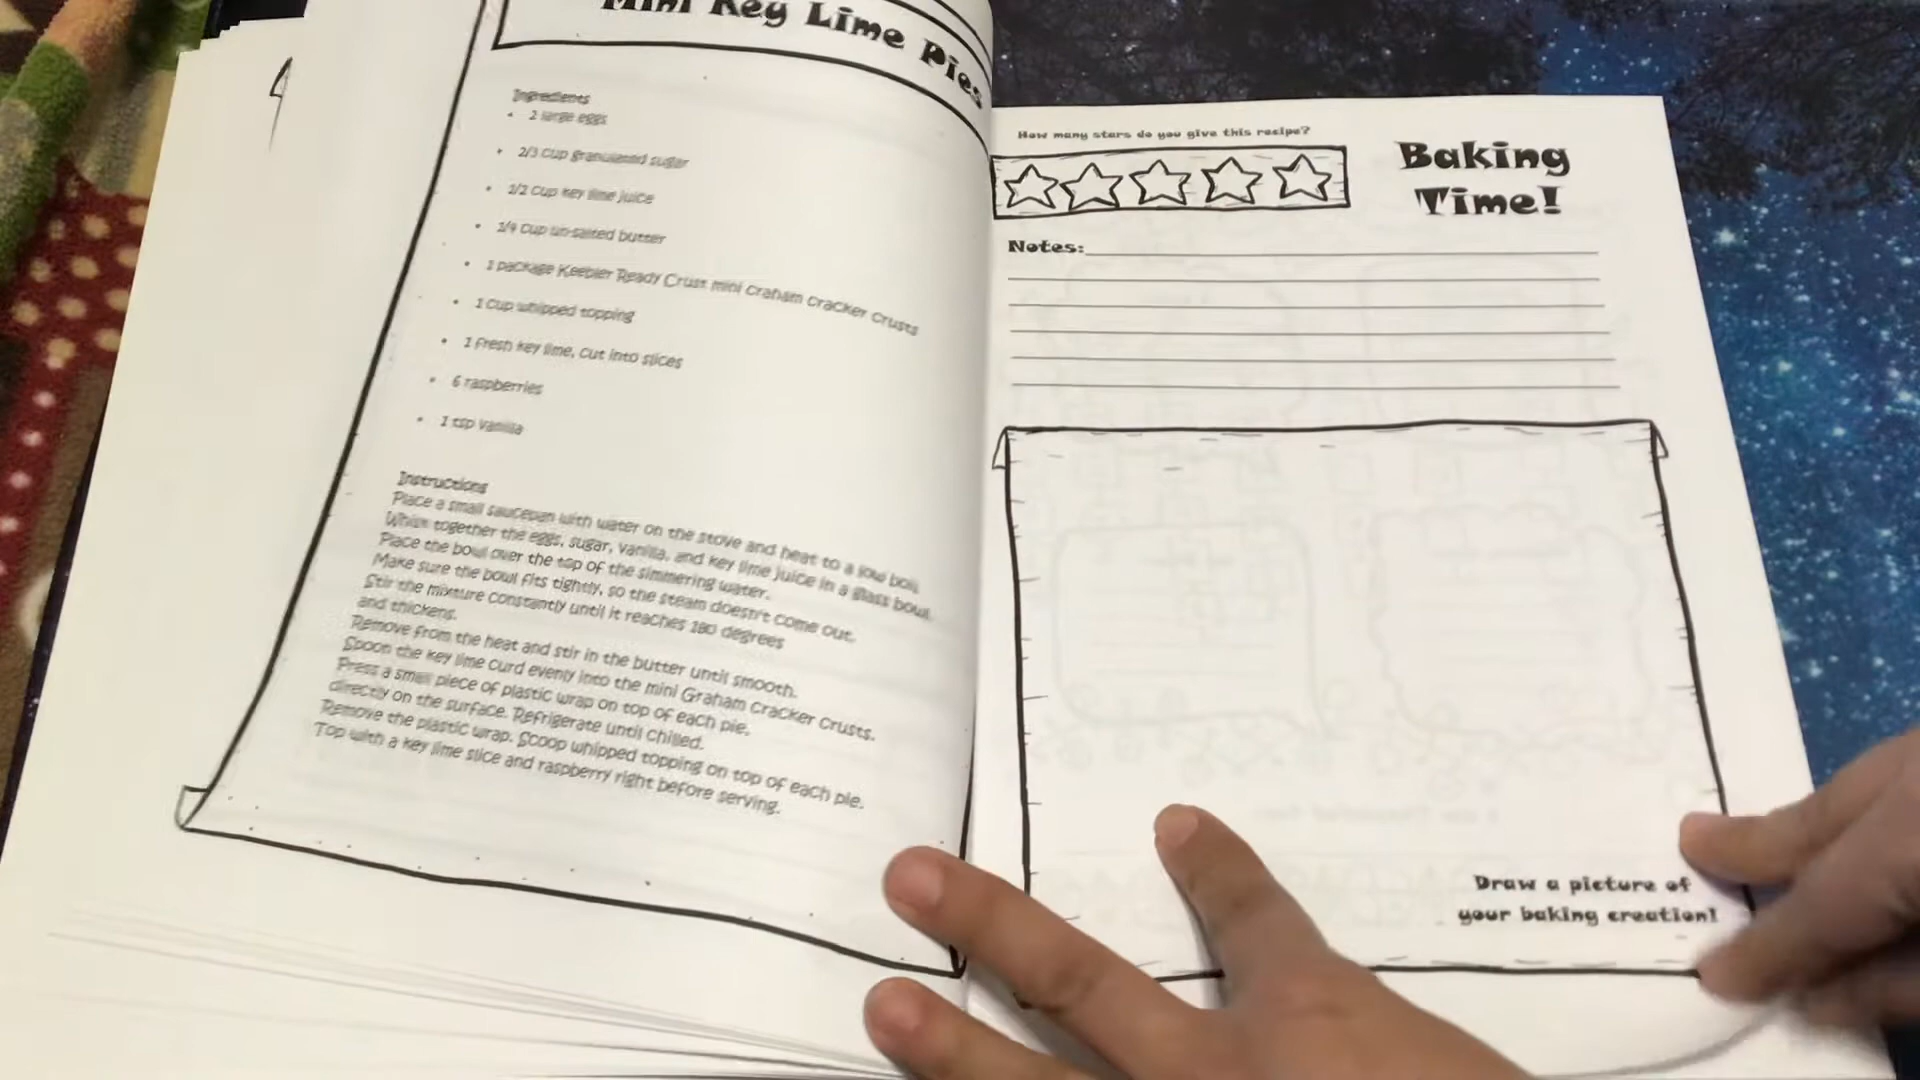 Mini Key Lime Pies
Ingredients
• 2 large eggs
• 2/3 Cup granulated sugar
• 1/2 Cup key lime juice
• 1/4 Cup un-salted butter
• 1 package Keebler Ready Crust mini Graham Cracker Crusts
• 1 Cup whipped topping
• 1 fresh key lime, cut into slices
• 6 raspberries
• 1 tsp vanilla
Instructions
Place a small saucepan with water on the stove and heat to a low boil.
Whisk together the eggs, sugar, vanilla, and key lime juice in a glass bowl.
Place the bowl over the top of the simmering water.
Make sure the bowl fits tightly, so the steam doesn't come out.
Stir the mixture constantly until it reaches 180 degrees
and thickens.
Remove from the heat and stir in the butter until smooth.
Spoon the key lime curd evenly into the mini Graham Cracker Crusts.
Press a small piece of plastic wrap on top of each pie,
directly on the surface. Refrigerate until chilled.
Remove the plastic wrap. Scoop whipped topping on top of each pie.
Top with a key lime slice and raspberry right before serving.
How many stars do you give this recipe?
Baking
Time!
Notes:
Draw a picture of
your baking creation!